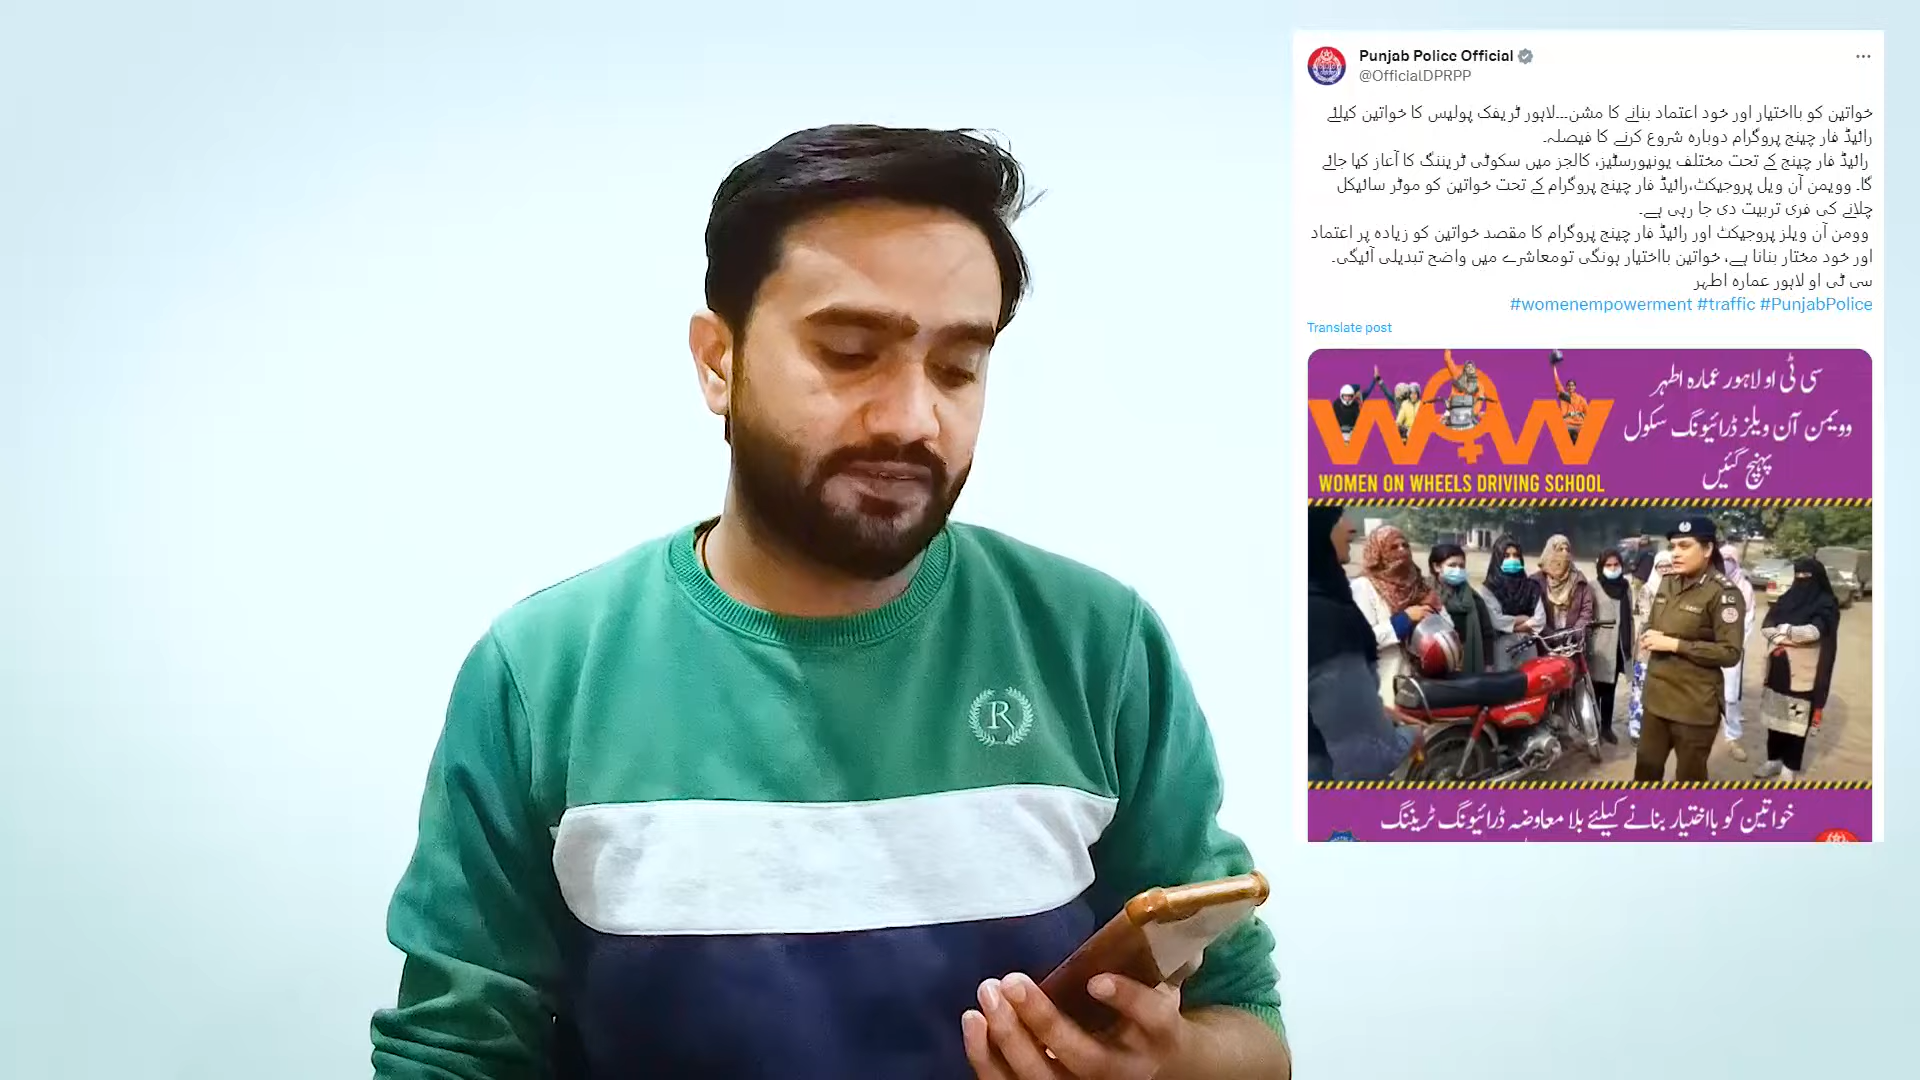 Punjab Police Official
@OfficialDPRPP
خواتین کو بااختیار اور خود اعتماد بنانے کا مشن۔۔۔لاہور ٹریفک پولیس کا خواتین کیلئے
رائیڈ فار چینج پروگرام دوبارہ شروع کرنے کا فیصلہ۔
رائیڈ فار چینج کے تحت مختلف یونیورسٹیز، کالجز میں سکوٹی ٹریننگ کا آغاز کیا جائے
گا۔ وویمن آن ویل پروجیکٹ،رائیڈ فار چینج پروگرام کے تحت خواتین کو موٹر سائیکل
چلانے کی فری تربیت دی جا رہی ہے۔
وومن آن ویلز پروجیکٹ اور رائیڈ فار چینج پروگرام کا مقصد خواتین کو زیادہ پر اعتماد
اور خود مختار بنانا ہے، خواتین بااختیار ہونگی تومعاشرے میں واضح تبدیلی آئیگی۔
سی ٹی او لاہور عمارہ اطہر
#womenempowerment #traffic #PunjabPolice
Translate post
سی ٹی او لاہور عمارہ اطہر
وویمن آن ویلز ڈرائیونگ سکول
پہنچ گئیں
WOW
WOMEN ON WHEELS DRIVING SCHOOL
خواتین کو بااختیار بنانے کیلئے بلا معاوضہ ڈرائیونگ ٹریننگ
R